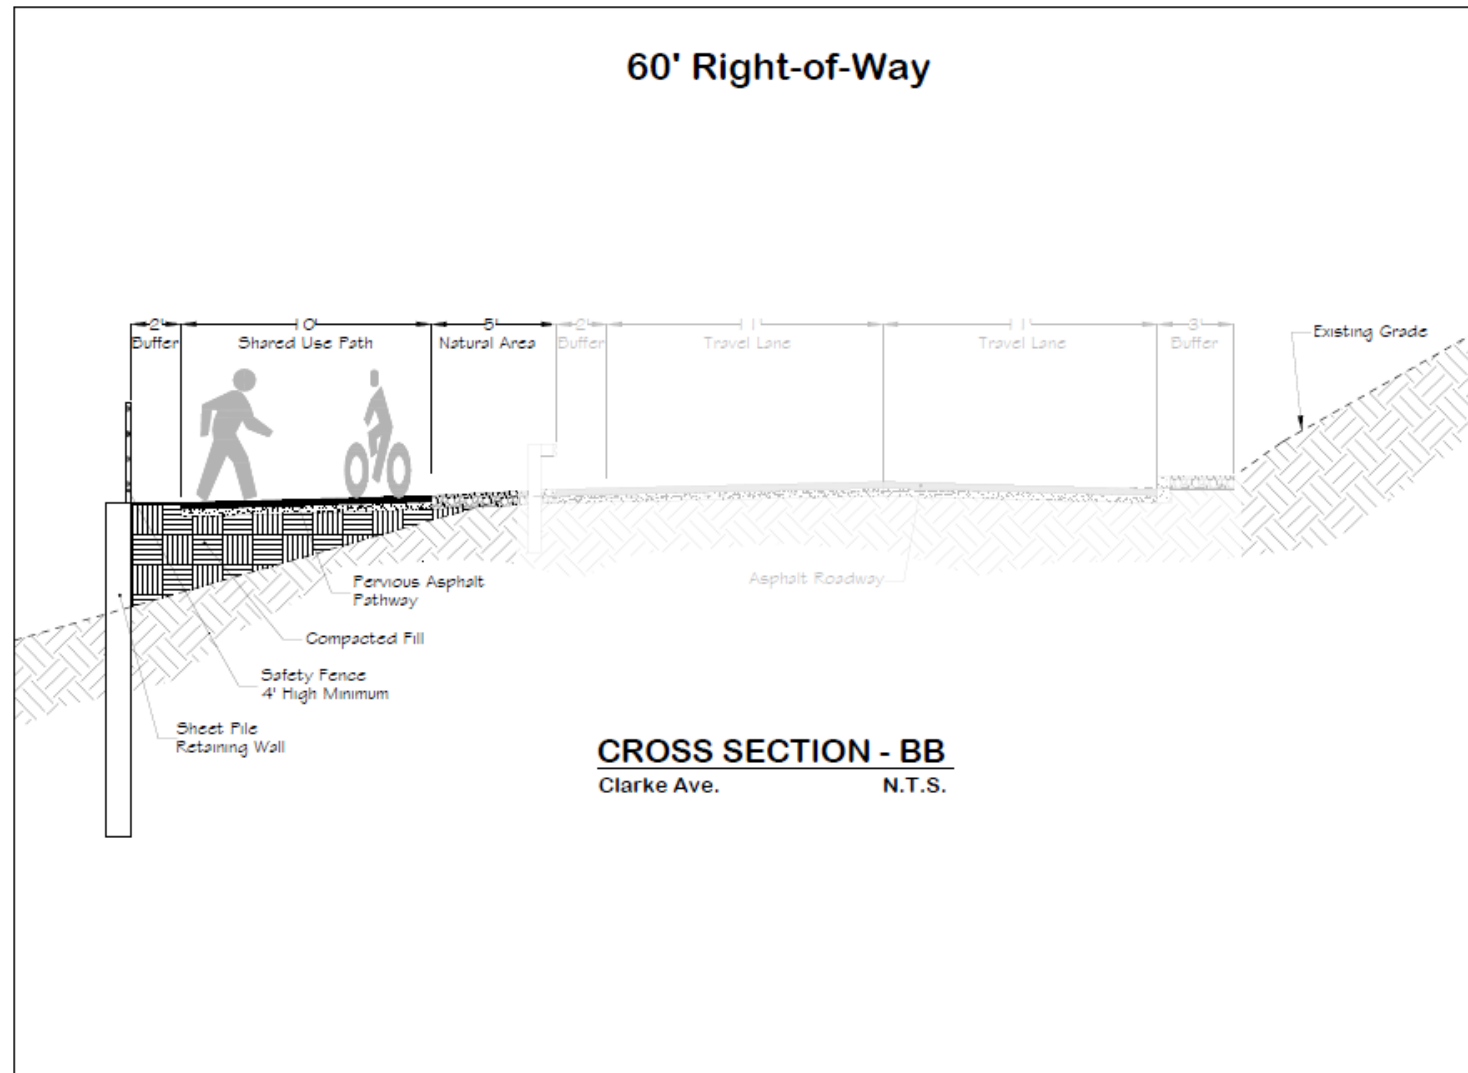 60' Right-of-Way
2' 10' 5' 2' 11' 11' 3'
Buffer Shared Use Path Natural Area Buffer Travel Lane Travel Lane Buffer
Existing Grade
Pervious Asphalt
Pathway
Asphalt Roadway
Compacted Fill
Safety Fence
4' High Minimum
Sheet Pile
Retaining Wall
CROSS SECTION - BB
Clarke Ave. N.T.S.